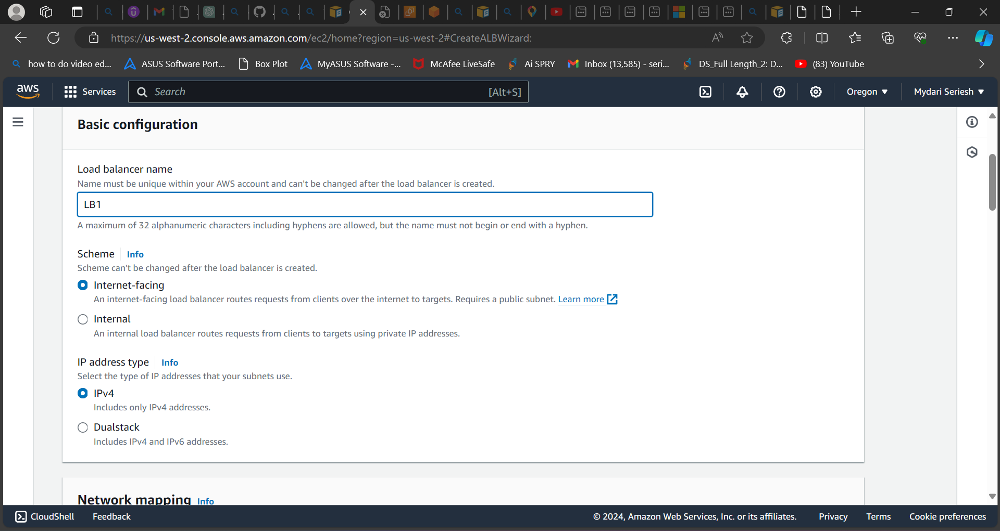 https://us-west-2.console.aws.amazon.com/ec2/home?region=us-west-2#CreateALBWizard:
how to do video ed... ASUS Software Port... Box Plot MyASUS Software -... McAfee LiveSafe Ai SPRY Inbox (13,585) - seri... DS_Full Length_2: D... (83) YouTube
aws Services Search [Alt+S] Oregon Mydari Seriesh
Basic configuration
Load balancer name
Name must be unique within your AWS account and can't be changed after the load balancer is created.
LB1
A maximum of 32 alphanumeric characters including hyphens are allowed, but the name must not begin or end with a hyphen.
Scheme Info
Scheme can't be changed after the load balancer is created.
Internet-facing
An internet-facing load balancer routes requests from clients over the internet to targets. Requires a public subnet. Learn more
Internal
An internal load balancer routes requests from clients to targets using private IP addresses.
IP address type Info
Select the type of IP addresses that your subnets use.
IPv4
Includes only IPv4 addresses.
Dualstack
Includes IPv4 and IPv6 addresses.
Network mapping Info
CloudShell Feedback © 2024, Amazon Web Services, Inc. or its affiliates. Privacy Terms Cookie preferences